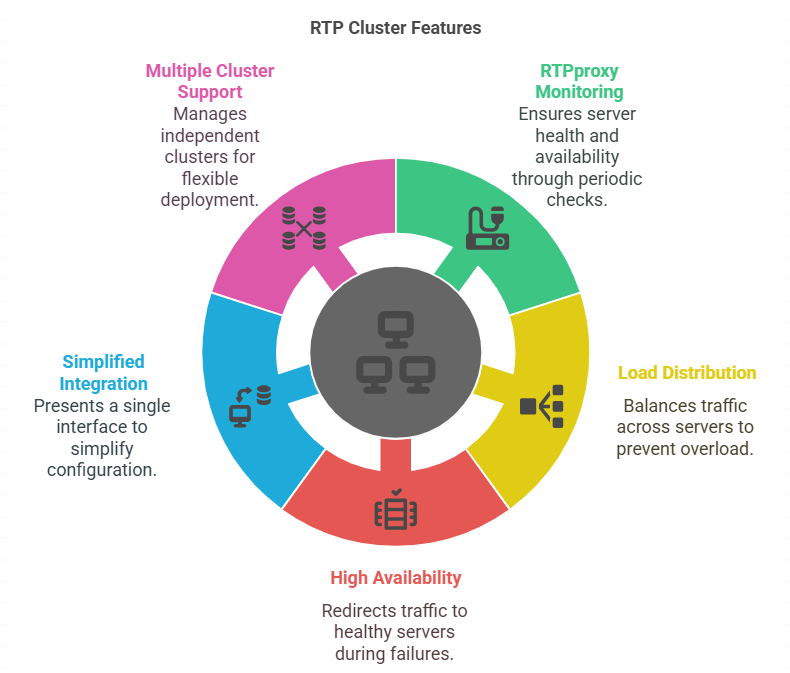 RTP Cluster Features
Multiple Cluster
Support
Manages
independent
clusters for
flexible
deployment.
RTPproxy
Monitoring
Ensures server
health and
availability
through periodic
checks.
Simplified
Integration
Presents a single
interface to
simplify
configuration.
Load Distribution
Balances traffic
across servers to
prevent overload.
High Availability
Redirects traffic to
healthy servers
during failures.